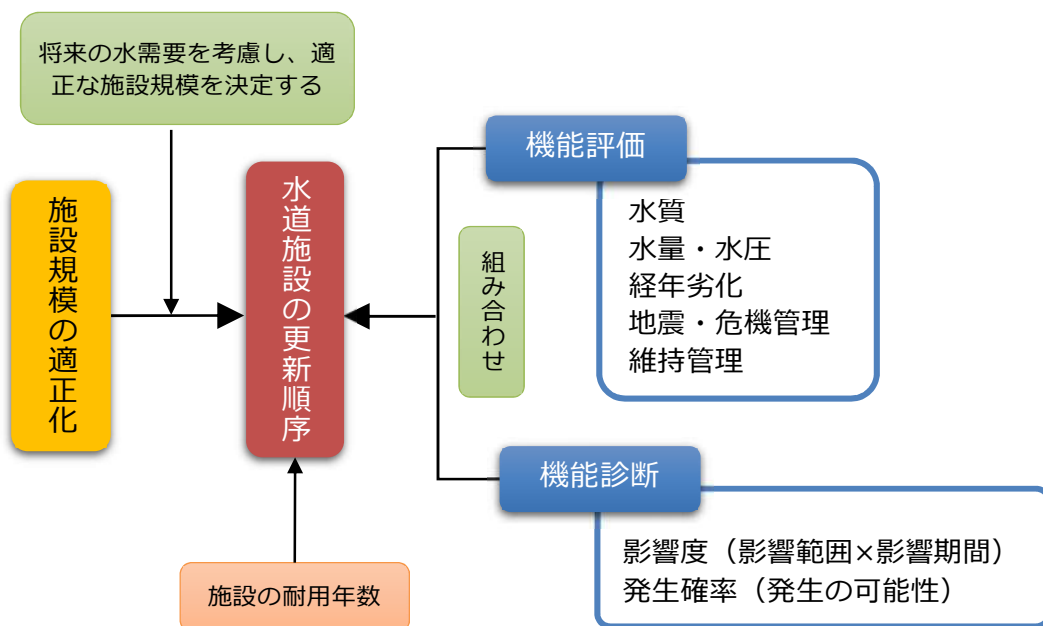 将来の水需要を考慮し、適
正な施設規模を決定する
施設規模の適正化
水道施設の更新順序
施設の耐用年数
組み合わせ
機能評価
水質
水量・水圧
経年劣化
地震・危機管理
維持管理
機能診断
影響度（影響範囲×影響期間）
発生確率（発生の可能性）